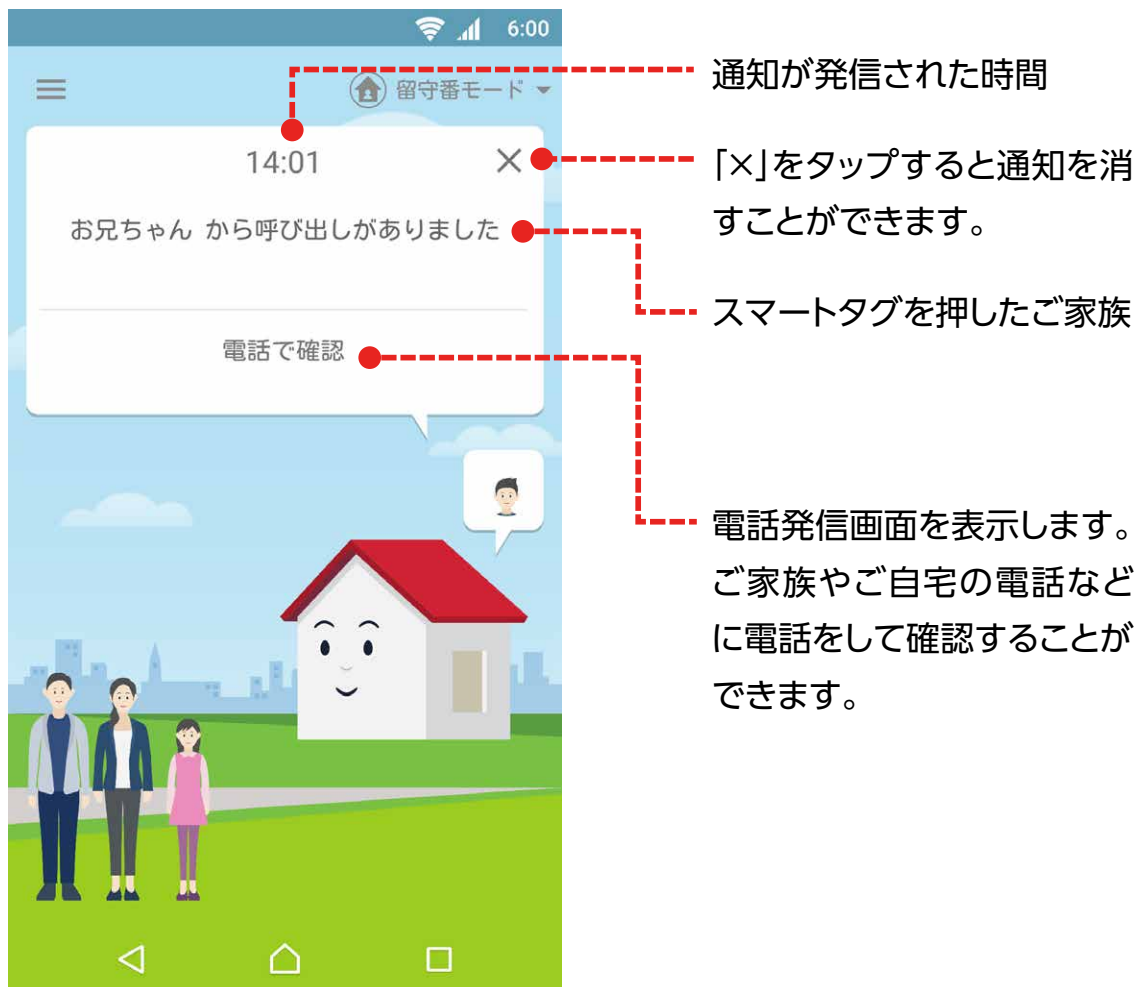 6:00
留守番モード
14:01
お兄ちゃん から呼び出しがありました
電話で確認
通知が発信された時間
「×」をタップすると通知を消
すことができます。
スマートタグを押したご家族
電話発信画面を表示します。
ご家族やご自宅の電話など
に電話をして確認することが
できます。